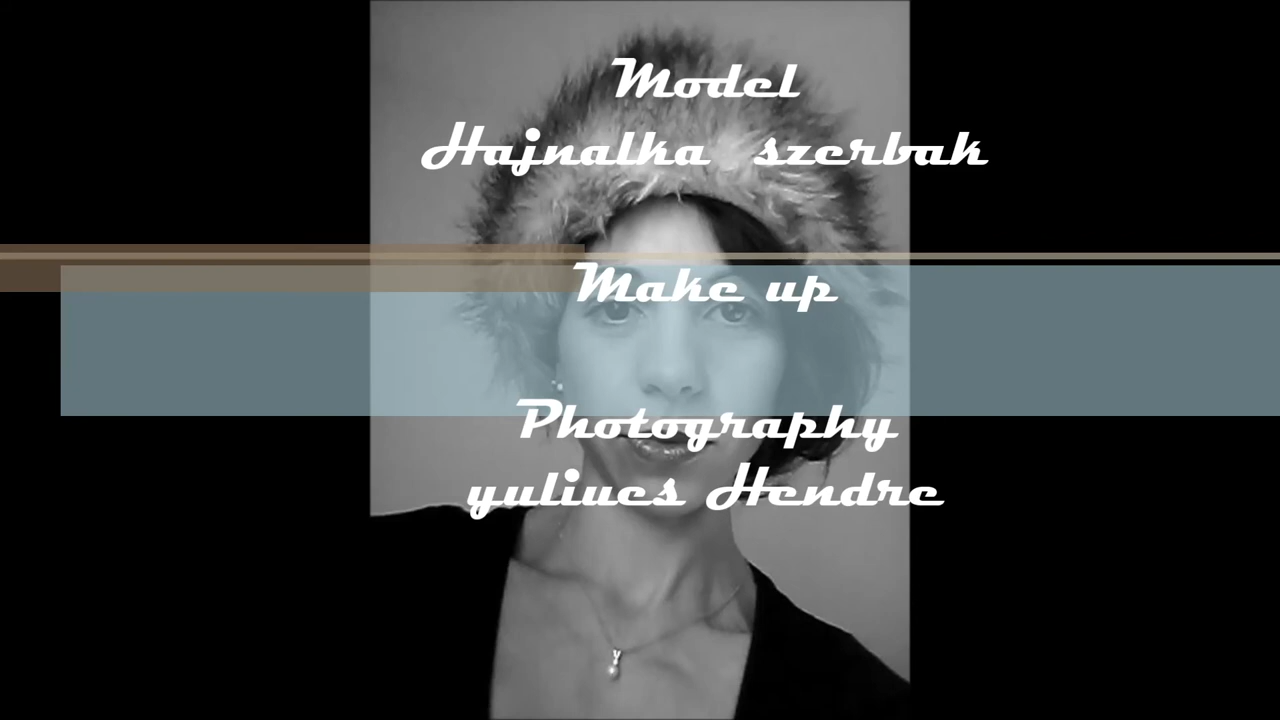 Model
Hajnalka szerbak
Make up
Photography
yuliues Hendre